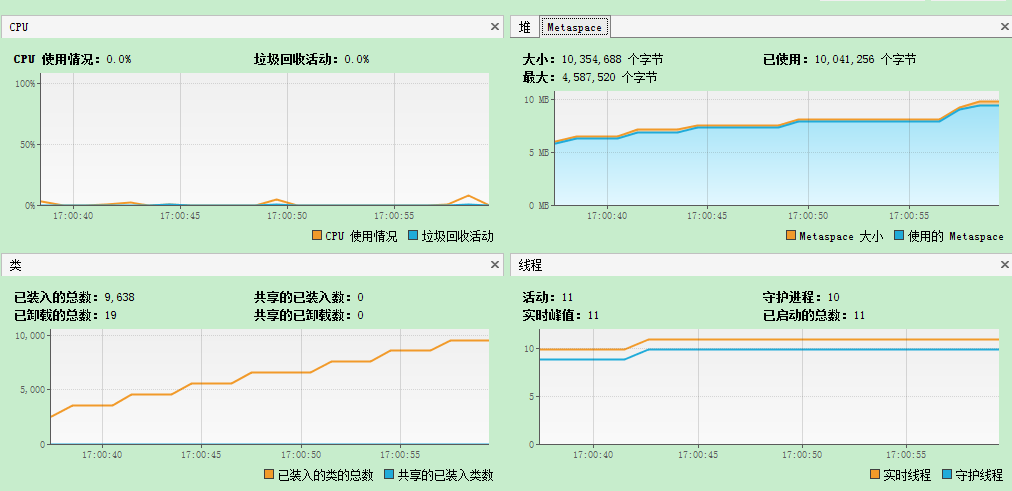 CPU
CPU 使用情况: 0.0%
垃圾回收活动: 0.0%
100%
50%
0%
17:00:40 17:00:45 17:00:50 17:00:55
CPU 使用情况 垃圾回收活动
堆 Metaspace
大小: 10,354,688 个字节
已使用: 10,041,256 个字节
最大: 4,587,520 个字节
10 MB
5 MB
0 MB
17:00:40 17:00:45 17:00:50 17:00:55
Metaspace 大小 使用的 Metaspace
类
已装入的总数: 9,638
共享的已装入数: 0
已卸载的总数: 19
共享的已卸载数: 0
10,000
5,000
0
17:00:40 17:00:45 17:00:50 17:00:55
已装入的类的总数 共享的已装入类数
线程
活动: 11
守护进程: 10
实时峰值: 11
已启动的总数: 11
10
5
0
17:00:40 17:00:45 17:00:50 17:00:55
实时线程 守护线程